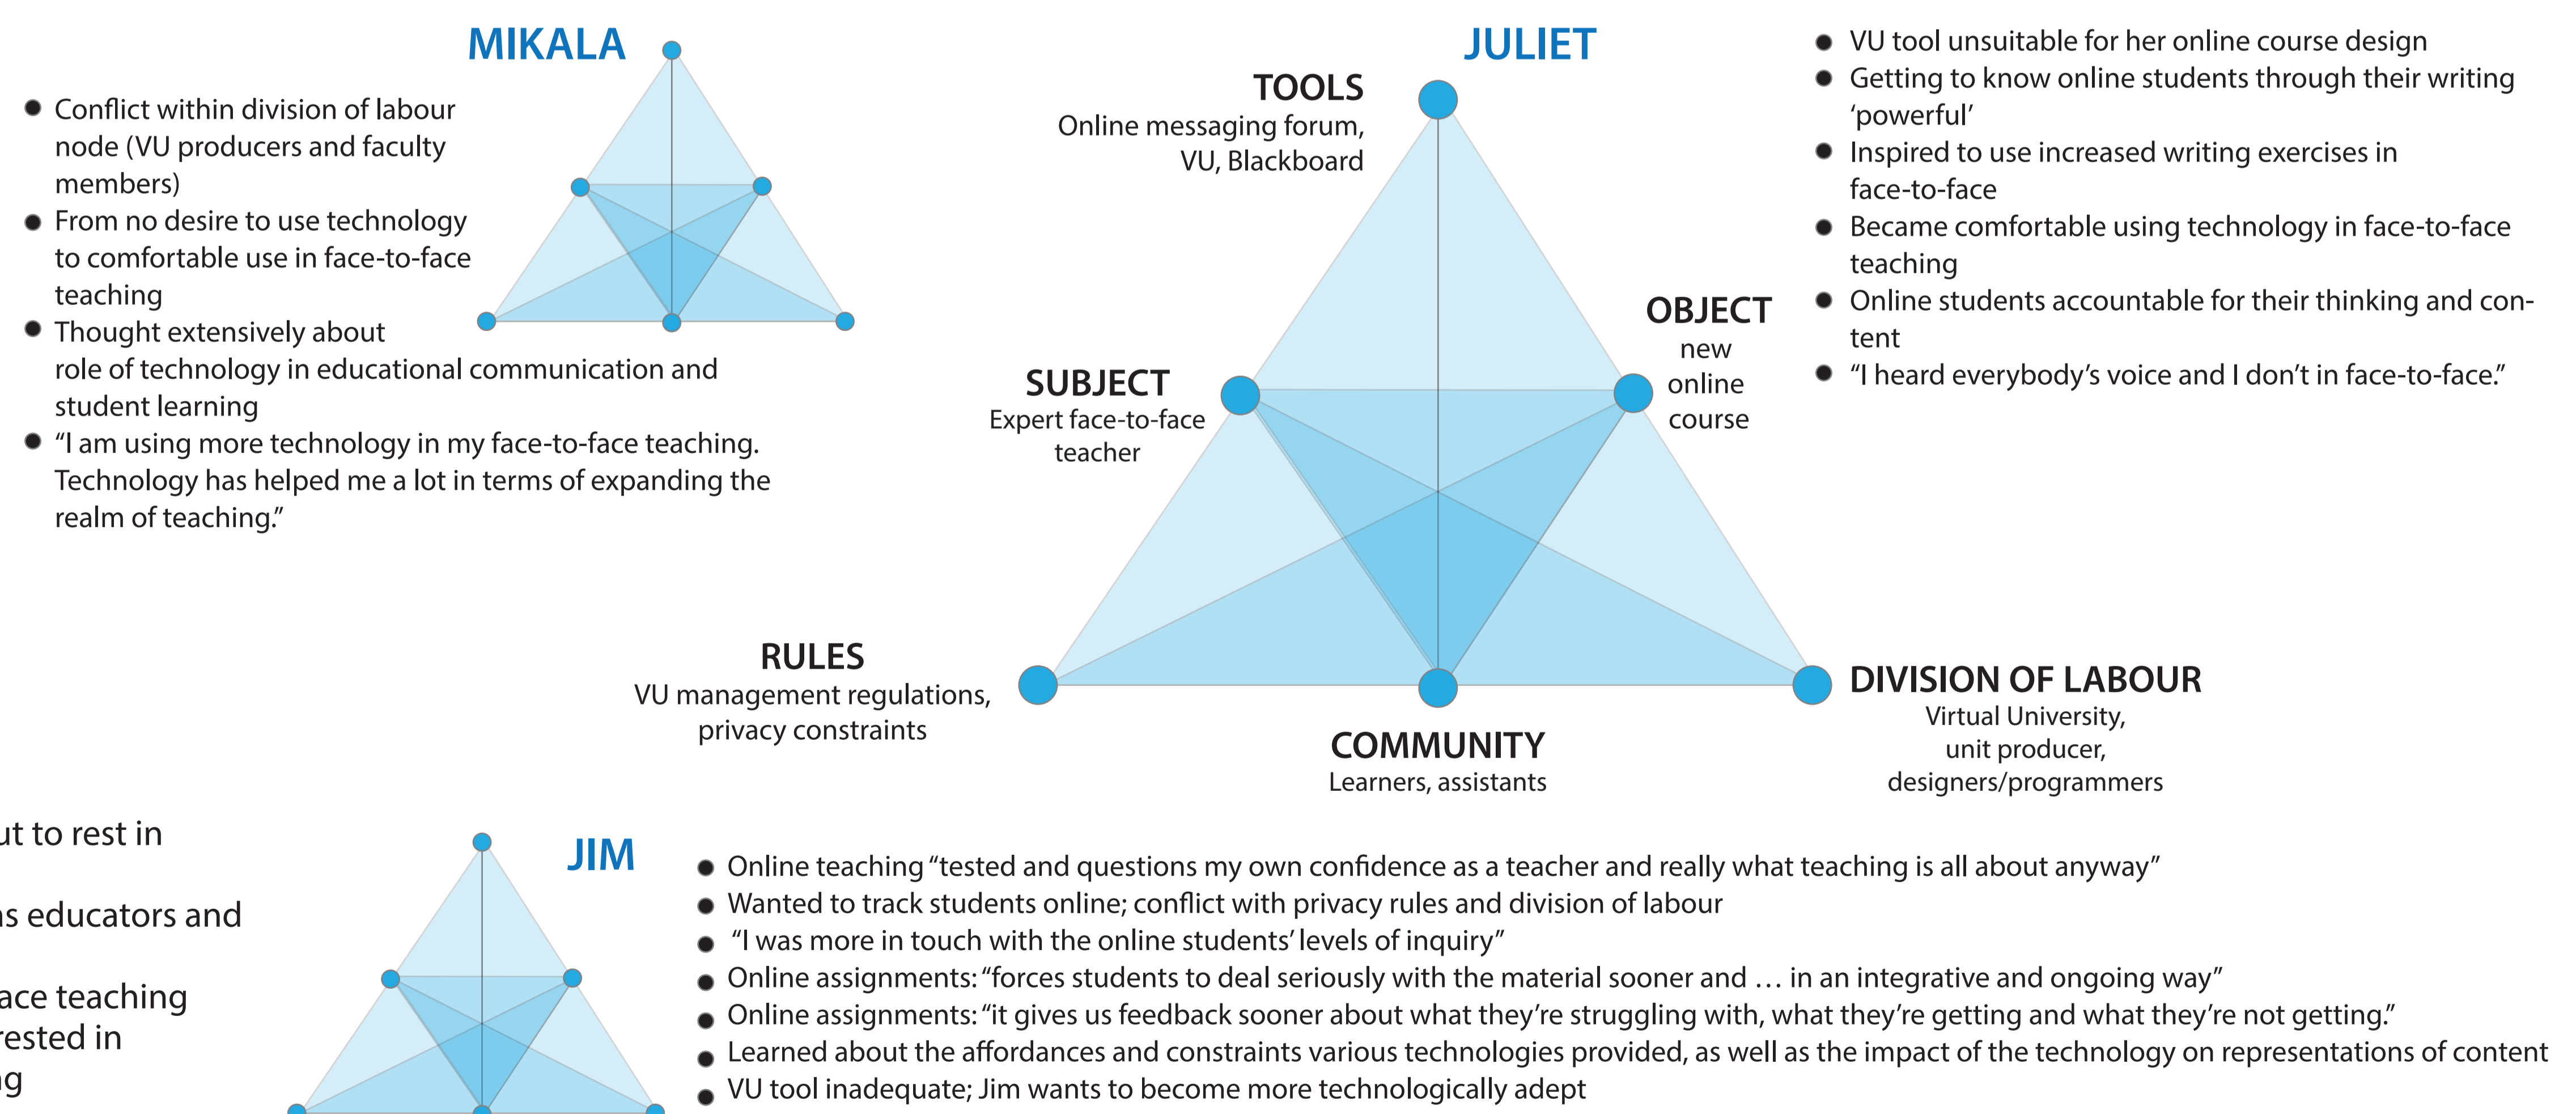 MIKALA
● Conflict within division of labour
node (VU producers and faculty
members)
● From no desire to use technology
to comfortable use in face-to-face
teaching
● Thought extensively about
role of technology in educational communication and
student learning
● “I am using more technology in my face-to-face teaching.
Technology has helped me a lot in terms of expanding the
realm of teaching.”
JULIET
TOOLS
Online messaging forum,
VU, Blackboard
SUBJECT
Expert face-to-face
teacher
OBJECT
new
online
course
RULES
VU management regulations,
privacy constraints
COMMUNITY
Learners, assistants
DIVISION OF LABOUR
Virtual University,
unit producer,
designers/programmers
● VU tool unsuitable for her online course design
● Getting to know online students through their writing
‘powerful’
● Inspired to use increased writing exercises in
face-to-face
● Became comfortable using technology in face-to-face
teaching
● Online students accountable for their thinking and con-
tent
● “I heard everybody’s voice and I don’t in face-to-face.”
to rest in
educators and
teaching
in
JIM
● Online teaching “tested and questions my own confidence as a teacher and really what teaching is all about anyway”
● Wanted to track students online; conflict with privacy rules and division of labour
● “I was more in touch with the online students’ levels of inquiry”
● Online assignments: “forces students to deal seriously with the material sooner and … in an integrative and ongoing way”
● Online assignments: “it gives us feedback sooner about what they’re struggling with, what they’re getting and what they’re not getting.”
● Learned about the affordances and constraints various technologies provided, as well as the impact of the technology on representations of content
● VU tool inadequate; Jim wants to become more technologically adept